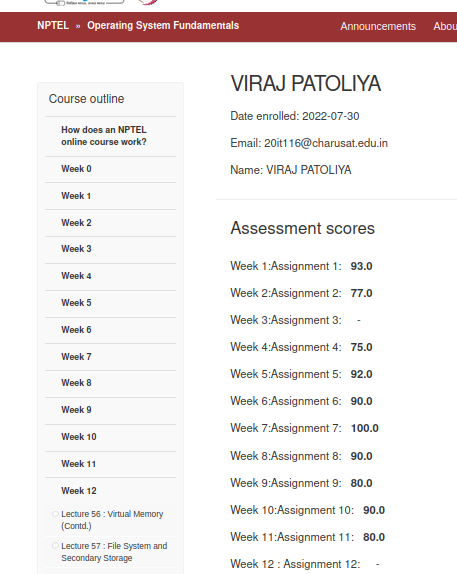 NPTEL » Operating System Fundamentals
Announcements
Course outline
How does an NPTEL
online course work?
Week 0
Week 1
Week 2
Week 3
Week 4
Week 5
Week 6
Week 7
Week 8
Week 9
Week 10
Week 11
Week 12
Lecture 56 : Virtual Memory
(Contd.)
Lecture 57 : File System and
Secondary Storage
VIRAJ PATOLIYA
Date enrolled: 2022-07-30
Email: 20it116@charusat.edu.in
Name: VIRAJ PATOLIYA
Assessment scores
Week 1:Assignment 1: 93.0
Week 2:Assignment 2: 77.0
Week 3:Assignment 3: -
Week 4:Assignment 4: 75.0
Week 5:Assignment 5: 92.0
Week 6:Assignment 6: 90.0
Week 7:Assignment 7: 100.0
Week 8:Assignment 8: 90.0
Week 9:Assignment 9: 80.0
Week 10:Assignment 10: 90.0
Week 11:Assignment 11: 80.0
Week 12 : Assignment 12: -